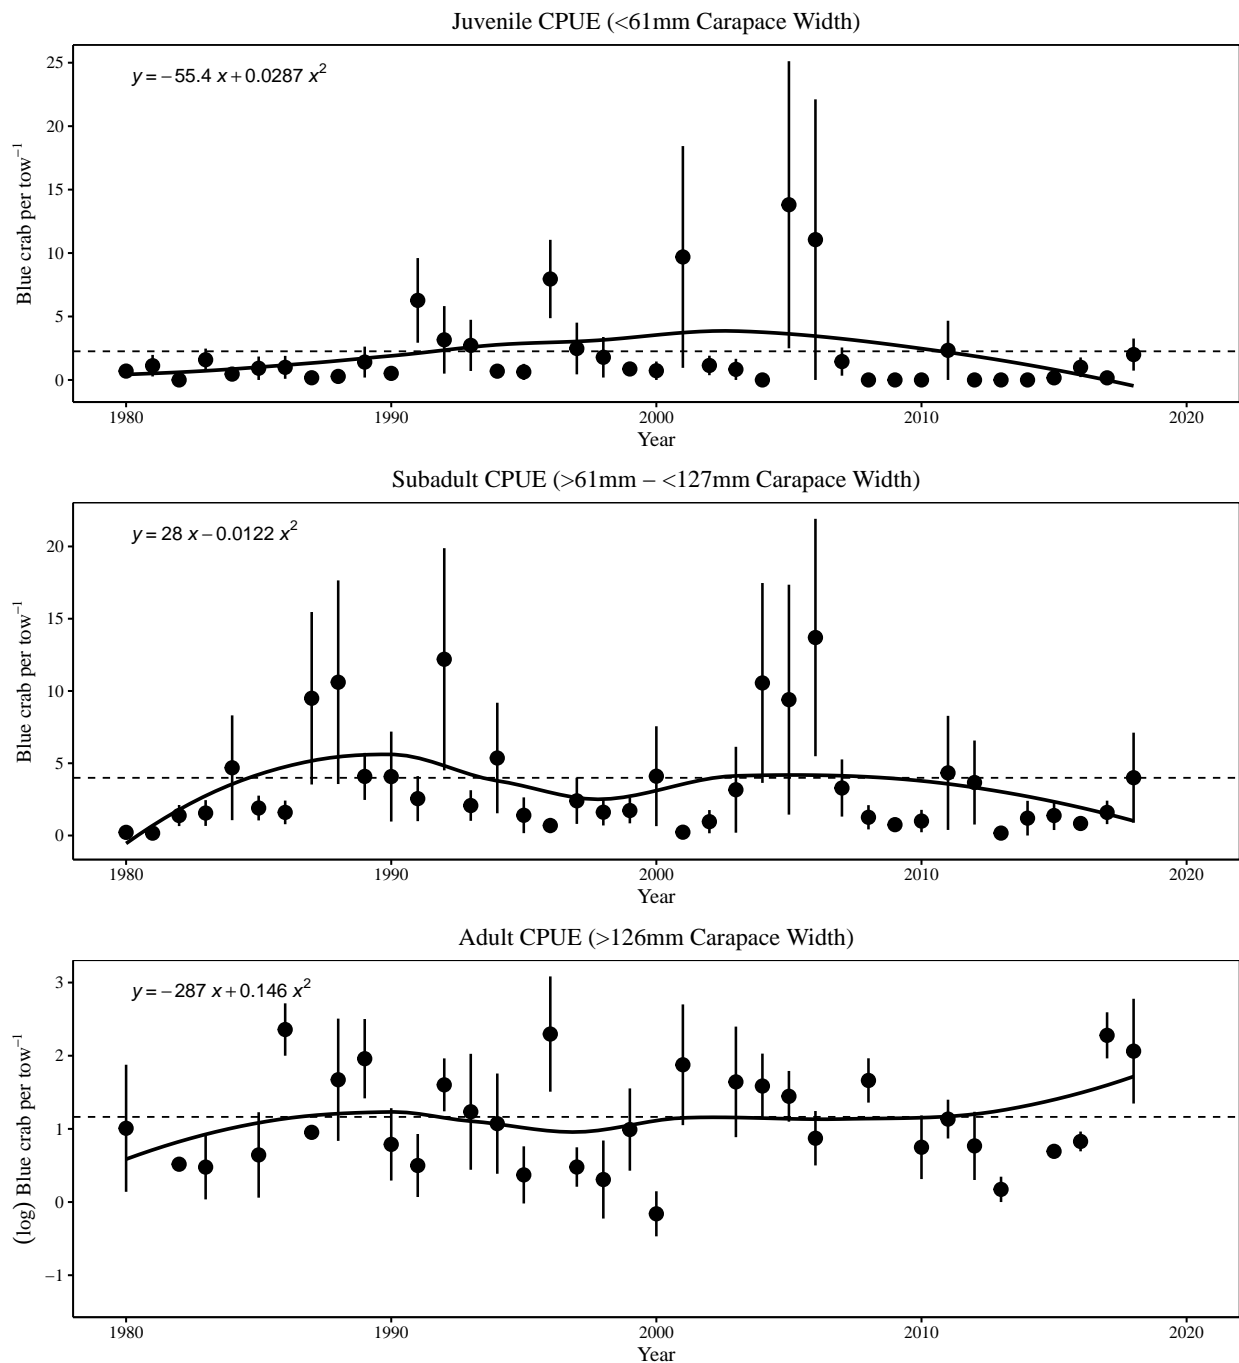 Juvenile CPUE (<61mm Carapace Width)
y = −55.4 x + 0.0287 x²
25
20
15
10
5
0
Blue crab per tow⁻¹
1980 1990 2000 2010 2020
Year
Subadult CPUE (>61mm – <127mm Carapace Width)
y = 28 x − 0.0122 x²
20
15
10
5
0
Blue crab per tow⁻¹
1980 1990 2000 2010 2020
Year
Adult CPUE (>126mm Carapace Width)
y = −287 x + 0.146 x²
3
2
1
0
−1
(log) Blue crab per tow⁻¹
1980 1990 2000 2010 2020
Year